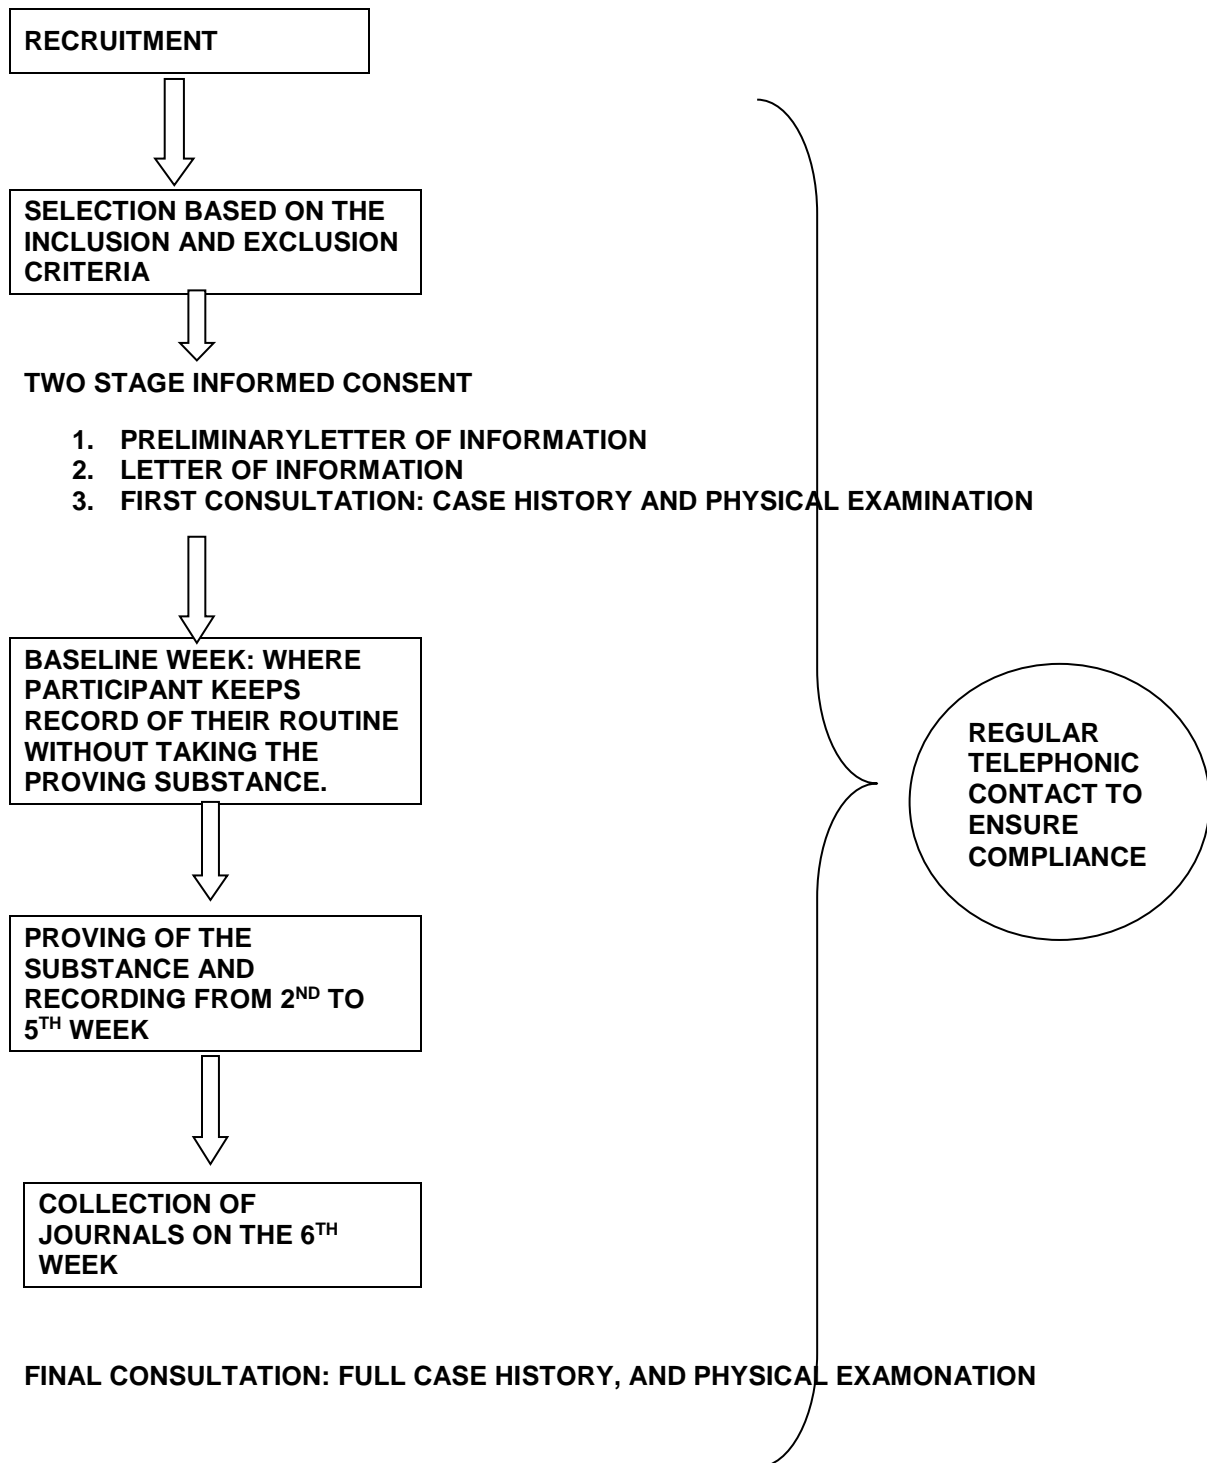 RECRUITMENT
SELECTION BASED ON THE
INCLUSION AND EXCLUSION
CRITERIA
TWO STAGE INFORMED CONSENT
1. PRELIMINARYLETTER OF INFORMATION
2. LETTER OF INFORMATION
3. FIRST CONSULTATION: CASE HISTORY AND PHYSICAL EXAMINATION
BASELINE WEEK: WHERE
PARTICIPANT KEEPS
RECORD OF THEIR ROUTINE
WITHOUT TAKING THE
PROVING SUBSTANCE.
REGULAR
TELEPHONIC
CONTACT TO
ENSURE
COMPLIANCE
PROVING OF THE
SUBSTANCE AND
RECORDING FROM 2ND TO
5TH WEEK
COLLECTION OF
JOURNALS ON THE 6TH
WEEK
FINAL CONSULTATION: FULL CASE HISTORY, AND PHYSICAL EXAMONATION